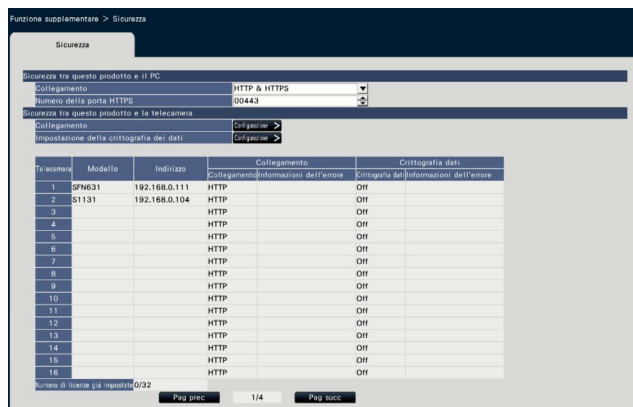 Funzione supplementare > Sicurezza
Sicurezza
Sicurezza tra questo prodotto e il PC
Collegamento HTTP & HTTPS
Numero della porta HTTPS 00443
Sicurezza tra questo prodotto e la telecamera
Collegamento Configurazione >
Impostazione della crittografia dei dati Configurazione >
Collegamento Crittografia dati
Telecamara Modello Indirizzo
Collegamento Informazioni dell'errore Crittografia dati Informazioni dell'errore
1 SFN631 192.168.0.111 HTTP Off
2 S1131 192.168.0.104 HTTP Off
3 HTTP Off
4 HTTP Off
5 HTTP Off
6 HTTP Off
7 HTTP Off
8 HTTP Off
9 HTTP Off
10 HTTP Off
11 HTTP Off
12 HTTP Off
13 HTTP Off
14 HTTP Off
15 HTTP Off
16 HTTP Off
Numero di licenze già impostate 0/32
Pag prec 1/4 Pag succ